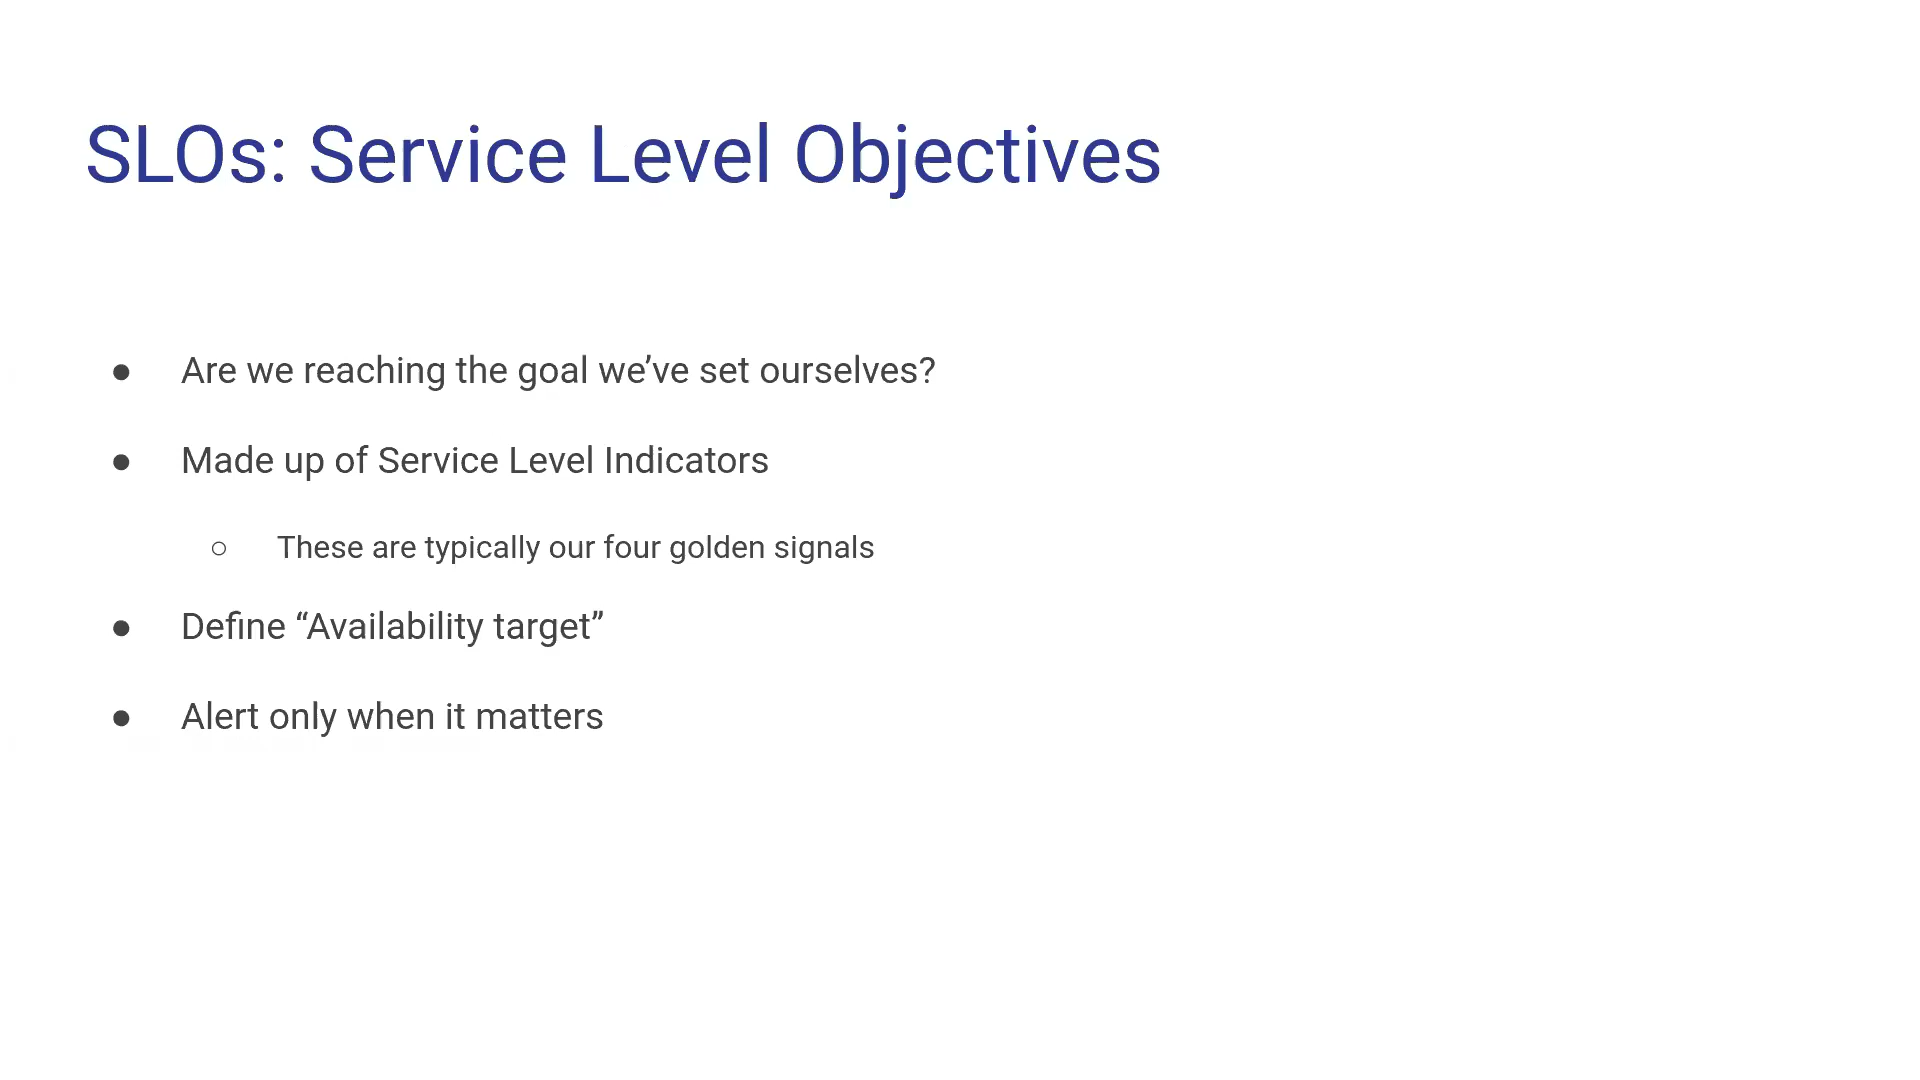 SLOs: Service Level Objectives
● Are we reaching the goal we’ve set ourselves?
● Made up of Service Level Indicators
○ These are typically our four golden signals
● Define “Availability target”
● Alert only when it matters